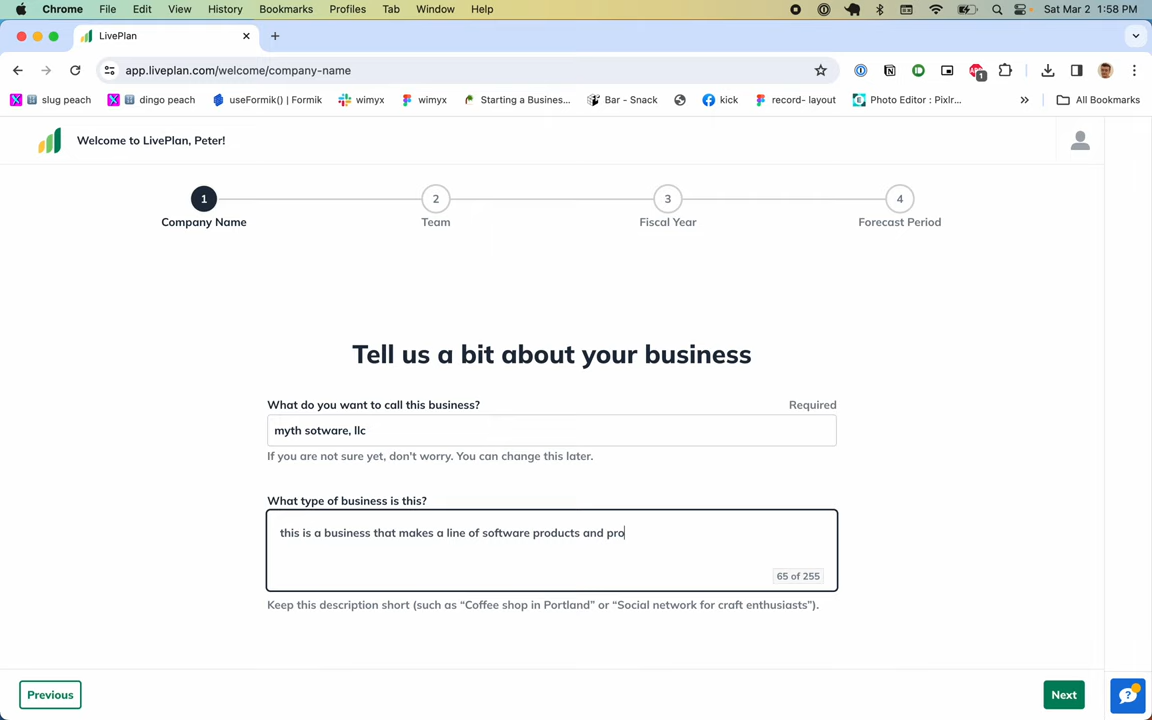 Chrome File Edit View History Bookmarks Profiles Tab Window Help Sat Mar 2 1:58 PM
LivePlan
app.liveplan.com/welcome/company-name
slug peach dingo peach useFormik() | Formik wimyx wimyx Starting a Busines... Bar - Snack kick record- layout Photo Editor : Pixlr... » All Bookmarks
Welcome to LivePlan, Peter!
1 2 3 4
Company Name Team Fiscal Year Forecast Period
Tell us a bit about your business
What do you want to call this business? Required
myth sotware, llc
If you are not sure yet, don't worry. You can change this later.
What type of business is this?
this is a business that makes a line of software products and pro
65 of 255
Keep this description short (such as “Coffee shop in Portland” or “Social network for craft enthusiasts”).
Previous Next